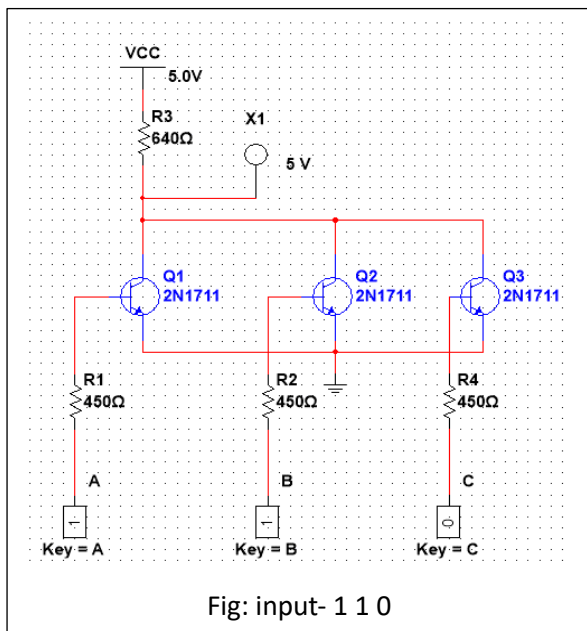 VCC
5.0V
R3
640Ω
X1
5 V
Q1
2N1711
Q2
2N1711
Q3
2N1711
R1
450Ω
R2
450Ω
R4
450Ω
A
B
C
1
1
0
Key = A
Key = B
Key = C
Fig: input- 1 1 0